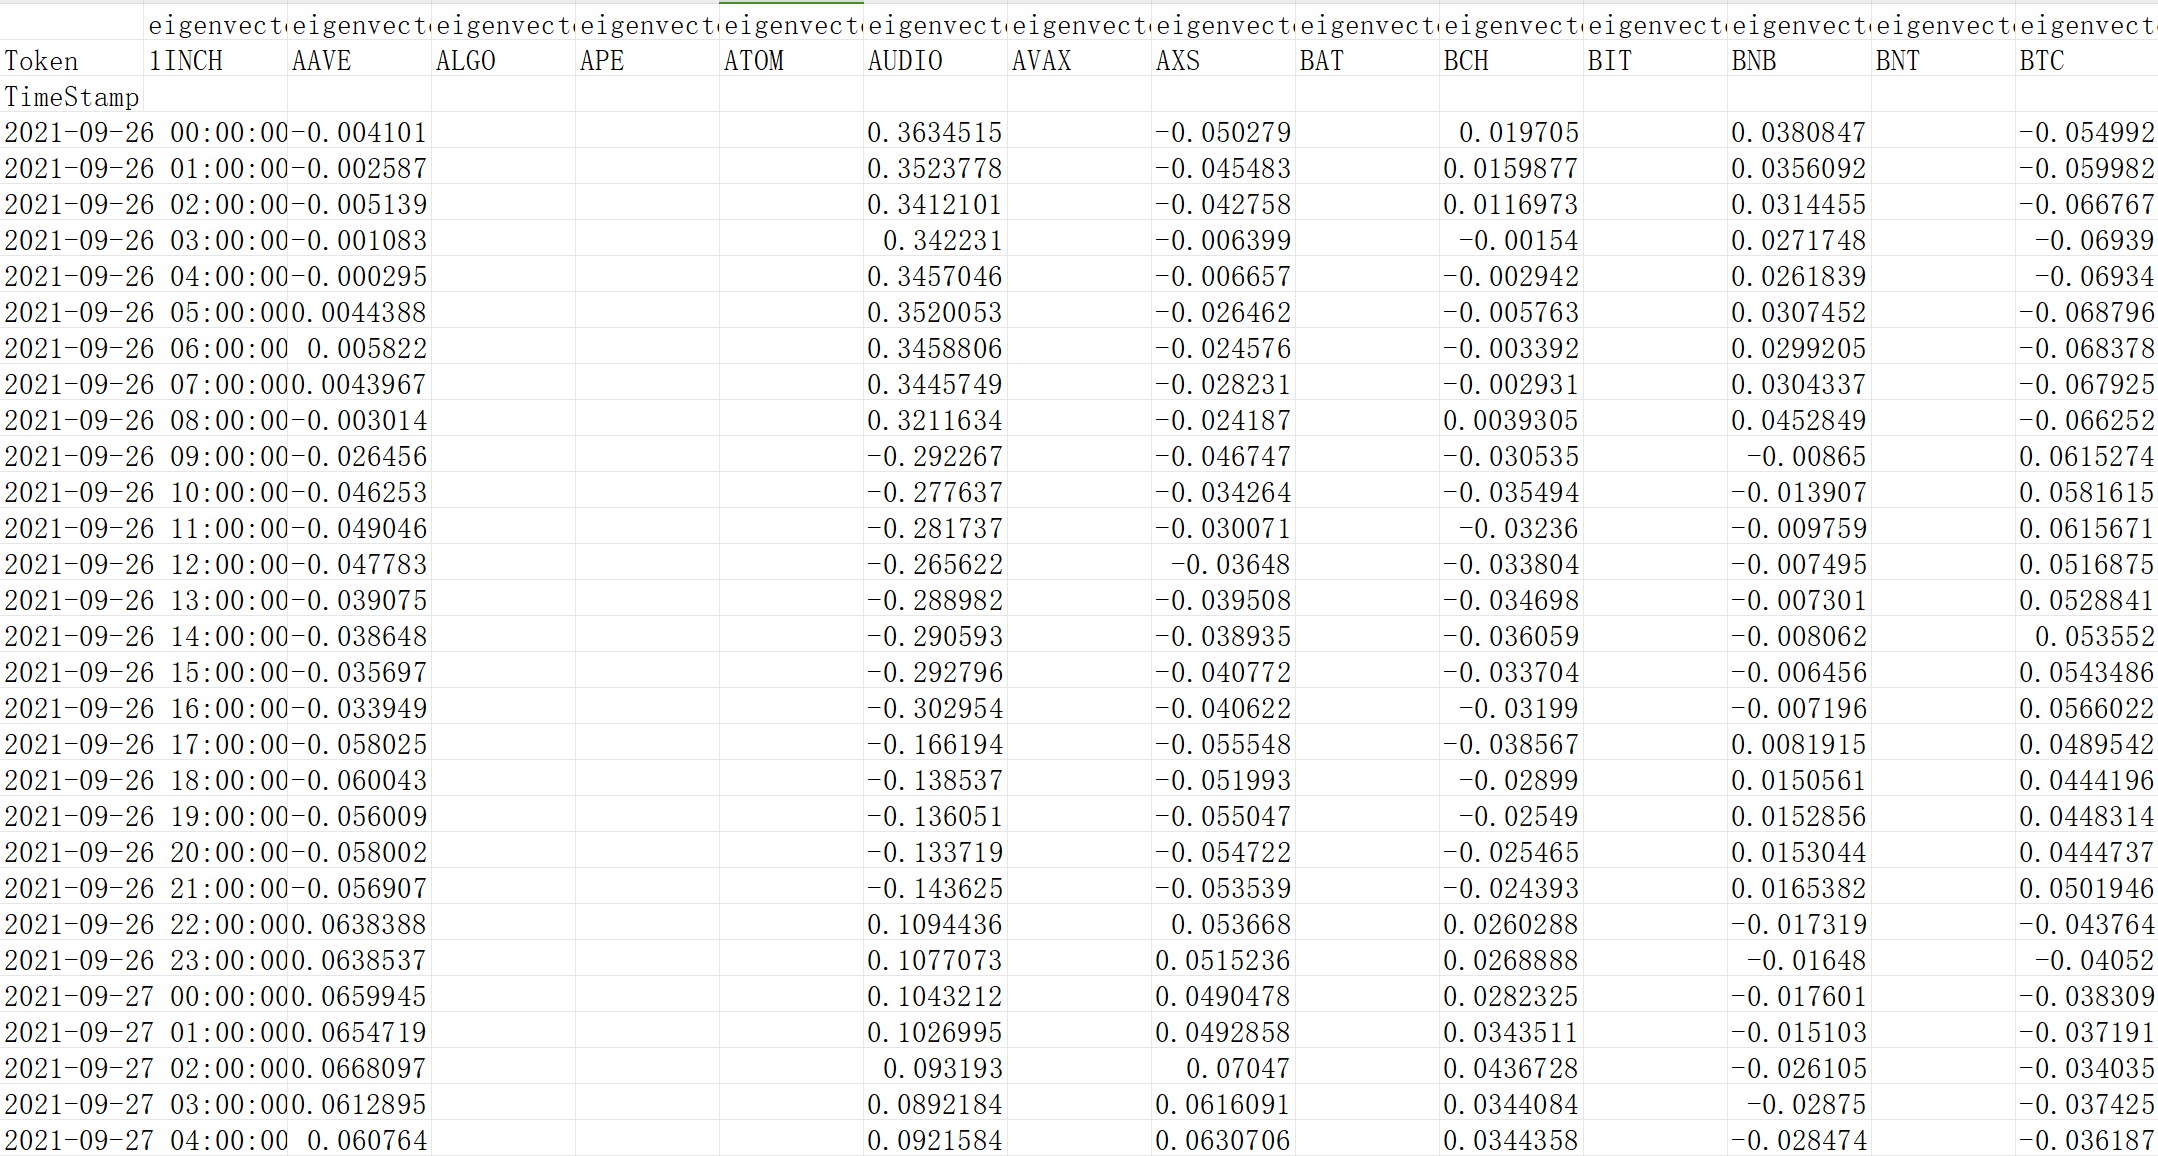 eigenvect eigenvect eigenvect eigenvect eigenvect eigenvect eigenvect eigenvect eigenvect eigenvect eigenvect eigenvect eigenvect eigenvect
Token 1INCH AAVE ALGO APE ATOM AUDIO AVAX AXS BAT BCH BIT BNB BNT BTC
TimeStamp
2021-09-26 00:00:00 -0.004101 0.3634515 -0.050279 0.019705 0.0380847 -0.054992
2021-09-26 01:00:00 -0.002587 0.3523778 -0.045483 0.0159877 0.0356092 -0.059982
2021-09-26 02:00:00 -0.005139 0.3412101 -0.042758 0.0116973 0.0314455 -0.066767
2021-09-26 03:00:00 -0.001083 0.342231 -0.006399 -0.00154 0.0271748 -0.06939
2021-09-26 04:00:00 -0.000295 0.3457046 -0.006657 -0.002942 0.0261839 -0.06934
2021-09-26 05:00:00 0.0044388 0.3520053 -0.026462 -0.005763 0.0307452 -0.068796
2021-09-26 06:00:00 0.005822 0.3458806 -0.024576 -0.003392 0.0299205 -0.068378
2021-09-26 07:00:00 0.0043967 0.3445749 -0.028231 -0.002931 0.0304337 -0.067925
2021-09-26 08:00:00 -0.003014 0.3211634 -0.024187 0.0039305 0.0452849 -0.066252
2021-09-26 09:00:00 -0.026456 -0.292267 -0.046747 -0.030535 -0.00865 0.0615274
2021-09-26 10:00:00 -0.046253 -0.277637 -0.034264 -0.035494 -0.013907 0.0581615
2021-09-26 11:00:00 -0.049046 -0.281737 -0.030071 -0.03236 -0.009759 0.0615671
2021-09-26 12:00:00 -0.047783 -0.265622 -0.03648 -0.033804 -0.007495 0.0516875
2021-09-26 13:00:00 -0.039075 -0.288982 -0.039508 -0.034698 -0.007301 0.0528841
2021-09-26 14:00:00 -0.038648 -0.290593 -0.038935 -0.036059 -0.008062 0.053552
2021-09-26 15:00:00 -0.035697 -0.292796 -0.040772 -0.033704 -0.006456 0.0543486
2021-09-26 16:00:00 -0.033949 -0.302954 -0.040622 -0.03199 -0.007196 0.0566022
2021-09-26 17:00:00 -0.058025 -0.166194 -0.055548 -0.038567 0.0081915 0.0489542
2021-09-26 18:00:00 -0.060043 -0.138537 -0.051993 -0.02899 0.0150561 0.0444196
2021-09-26 19:00:00 -0.056009 -0.136051 -0.055047 -0.02549 0.0152856 0.0448314
2021-09-26 20:00:00 -0.058002 -0.133719 -0.054722 -0.025465 0.0153044 0.0444737
2021-09-26 21:00:00 -0.056907 -0.143625 -0.053539 -0.024393 0.0165382 0.0501946
2021-09-26 22:00:00 0.0638388 0.1094436 0.053668 0.0260288 -0.017319 -0.043764
2021-09-26 23:00:00 0.0638537 0.1077073 0.0515236 0.0268888 -0.01648 -0.04052
2021-09-27 00:00:00 0.0659945 0.1043212 0.0490478 0.0282325 -0.017601 -0.038309
2021-09-27 01:00:00 0.0654719 0.1026995 0.0492858 0.0343511 -0.015103 -0.037191
2021-09-27 02:00:00 0.0668097 0.093193 0.07047 0.0436728 -0.026105 -0.034035
2021-09-27 03:00:00 0.0612895 0.0892184 0.0616091 0.0344084 -0.02875 -0.037425
2021-09-27 04:00:00 0.060764 0.0921584 0.0630706 0.0344358 -0.028474 -0.036187